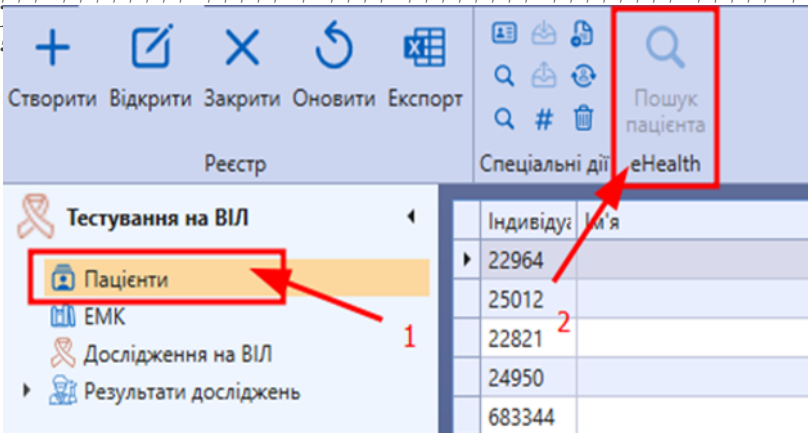 Створити Відкрити Закрити Оновити Експорт
Реєстр
#
Спеціальні дії
Пошук
пацієнта
eHealth
Тестування на ВІЛ
Пацієнти
ЕМК
Дослідження на ВІЛ
Результати досліджень
1
Індивідуа Ім'я
22964
25012
22821
24950
683344
2